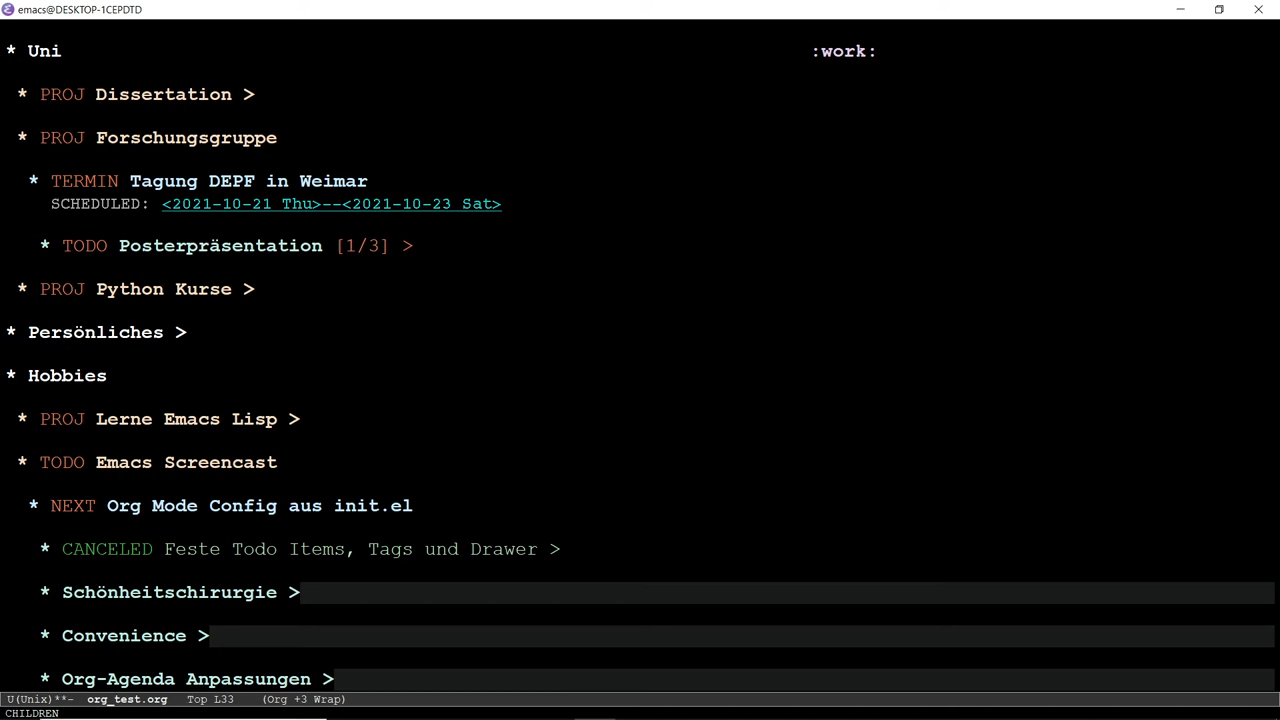 emacs@DESKTOP-1CEPDTD
* Uni :work:
* PROJ Dissertation >
* PROJ Forschungsgruppe
* TERMIN Tagung DEPF in Weimar
SCHEDULED: <2021-10-21 Thu>--<2021-10-23 Sat>
* TODO Posterpräsentation [1/3] >
* PROJ Python Kurse >
* Persönliches >
* Hobbies
* PROJ Lerne Emacs Lisp >
* TODO Emacs Screencast
* NEXT Org Mode Config aus init.el
* CANCELED Feste Todo Items, Tags und Drawer >
* Schönheitschirurgie >
* Convenience >
* Org-Agenda Anpassungen >
U(Unix)**- org_test.org Top L33 (Org +3 Wrap)
CHILDREN